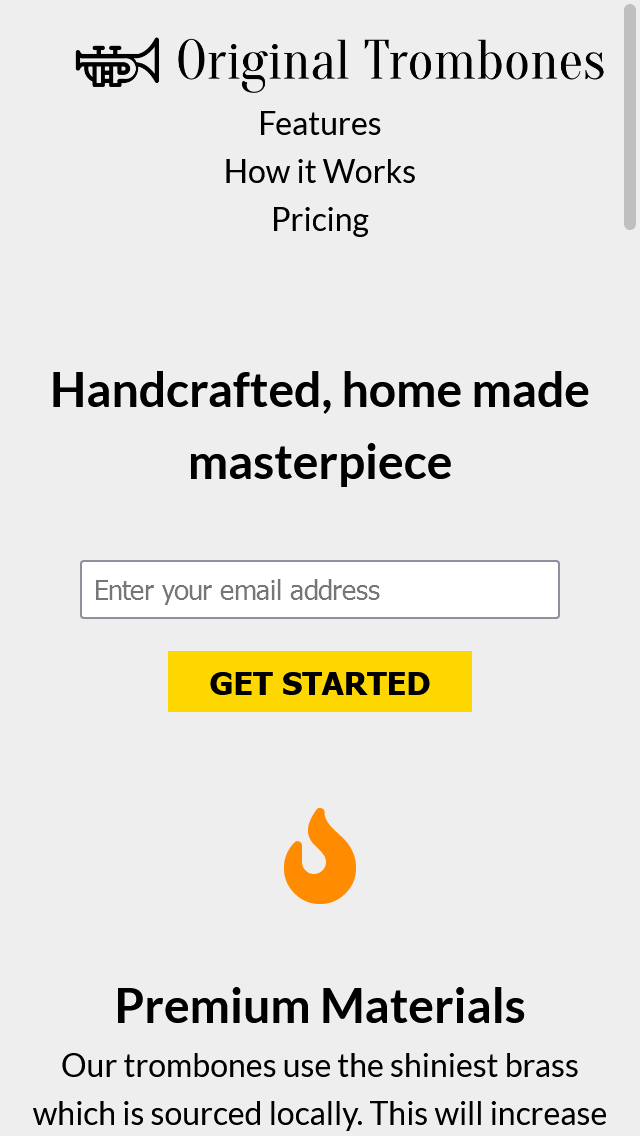 Original Trombones
Features
How it Works
Pricing
Handcrafted, home made
masterpiece
Enter your email address
GET STARTED
Premium Materials
Our trombones use the shiniest brass
which is sourced locally. This will increase